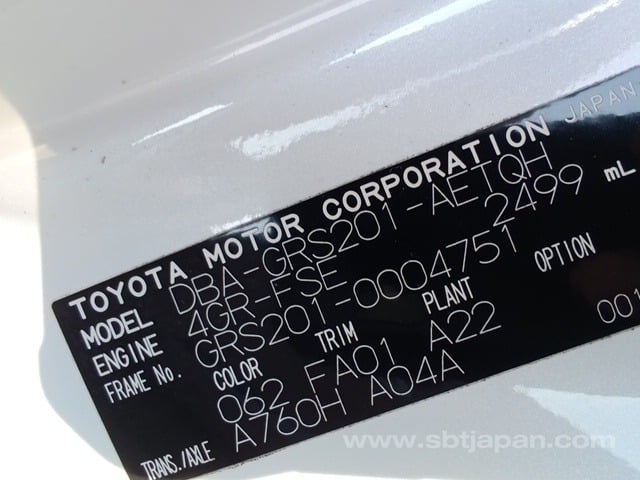 TOYOTA MOTOR CORPORATION JAPAN
MODEL DBA-GRS201-AETQH
ENGINE 4GR-FSE 2499 mL
FRAME No. GRS201-0004751
COLOR TRIM PLANT OPTION
062 FA01 A22 001
TRANS./AXLE A760H A04A
www.sbtjapan.com